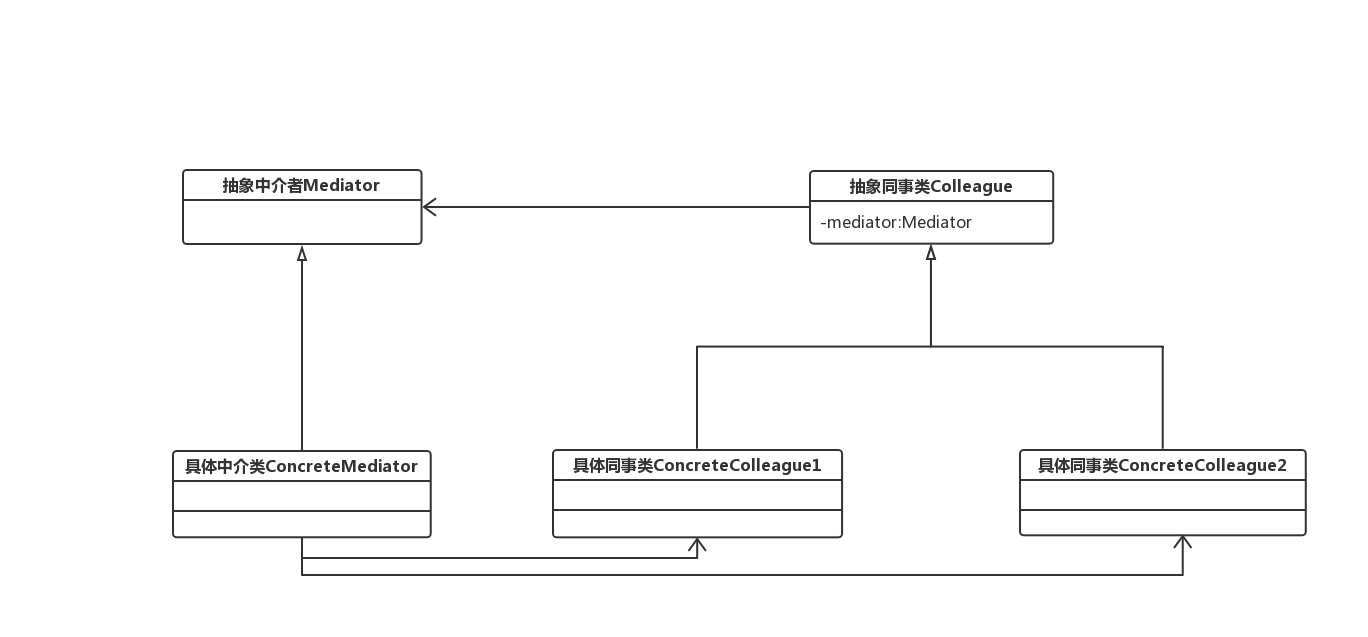 抽象中介者Mediator
抽象同事类Colleague
-mediator:Mediator
具体中介类ConcreteMediator
具体同事类ConcreteColleague1
具体同事类ConcreteColleague2